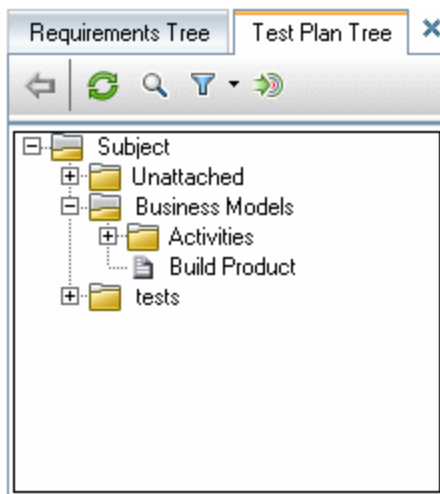 Requirements Tree Test Plan Tree
Subject
Unattached
Business Models
Activities
Build Product
tests